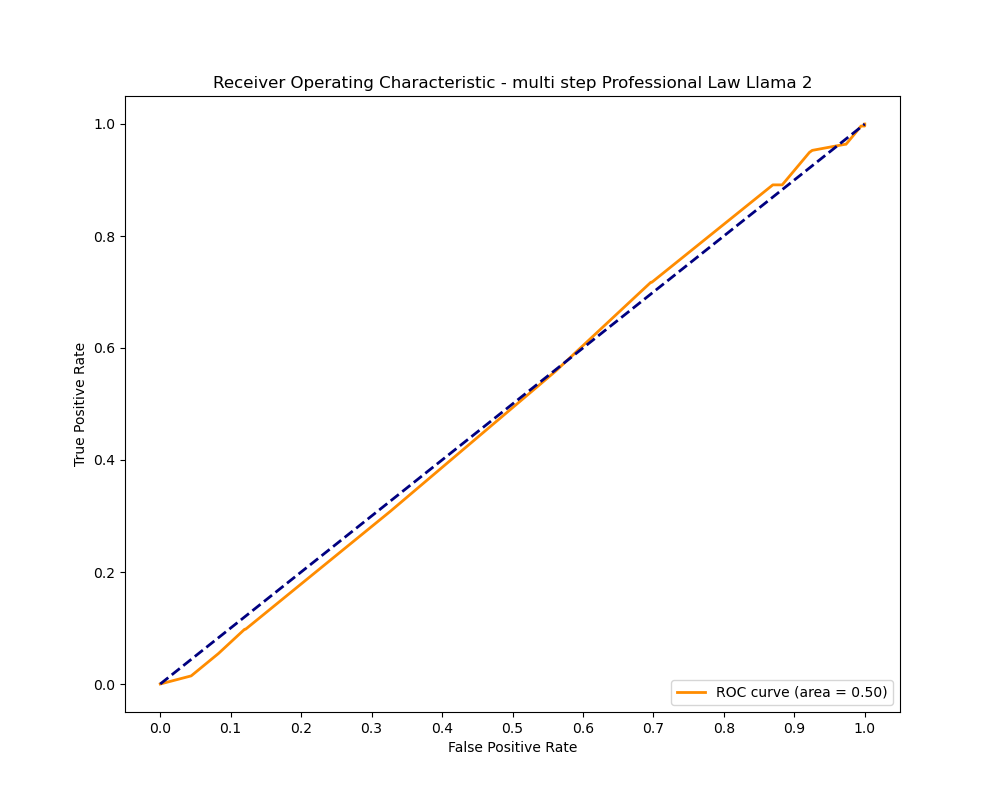 Receiver Operating Characteristic - multi step Professional Law Llama 2
True Positive Rate
1.0
0.8
0.6
0.4
0.2
0.0
ROC curve (area = 0.50)
0.0 0.1 0.2 0.3 0.4 0.5 0.6 0.7 0.8 0.9 1.0
False Positive Rate